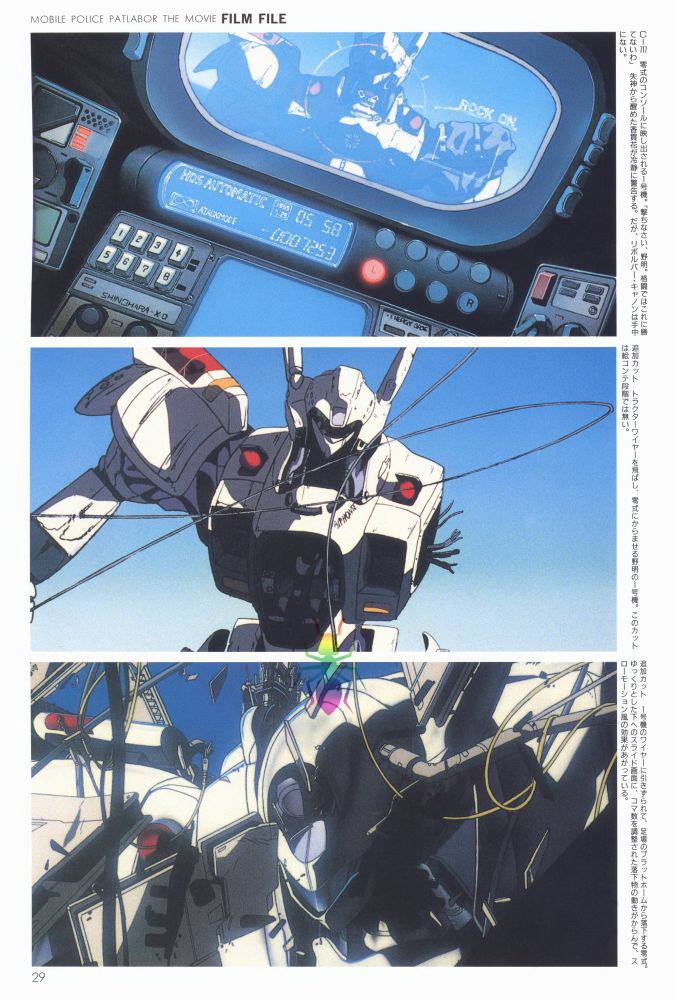 MOBILE POLICE PATLABOR THE MOVIE FILM FILE
C-111 零式のコンソールに映し出される1号機。『撃ちなさい、野明。格闘ではこれに勝
てないわ』 失神から醒めた香貫花が冷静に警告する。だが、リボルバー・キャノンは手中
にない。
ROCK ON
MOS AUTOMATIC
05 58
ATACKMODE
-0007253
1 2 3 4
5 6 7 8
SHINOHARA-XO
L
R
追加カット トラクターワイヤーを飛ばし、零式にからませる野明の1号機。このカット
は絵コンテ段階では無い。
追加カット 1号機のワイヤーに引きずられて、足場のプラットホームから落下する零式。
ゆっくりとした下へのスライド画面に、コマ数を調整された落下物の動きがからんで、ス
ローモーション風の効果があがっている。
29